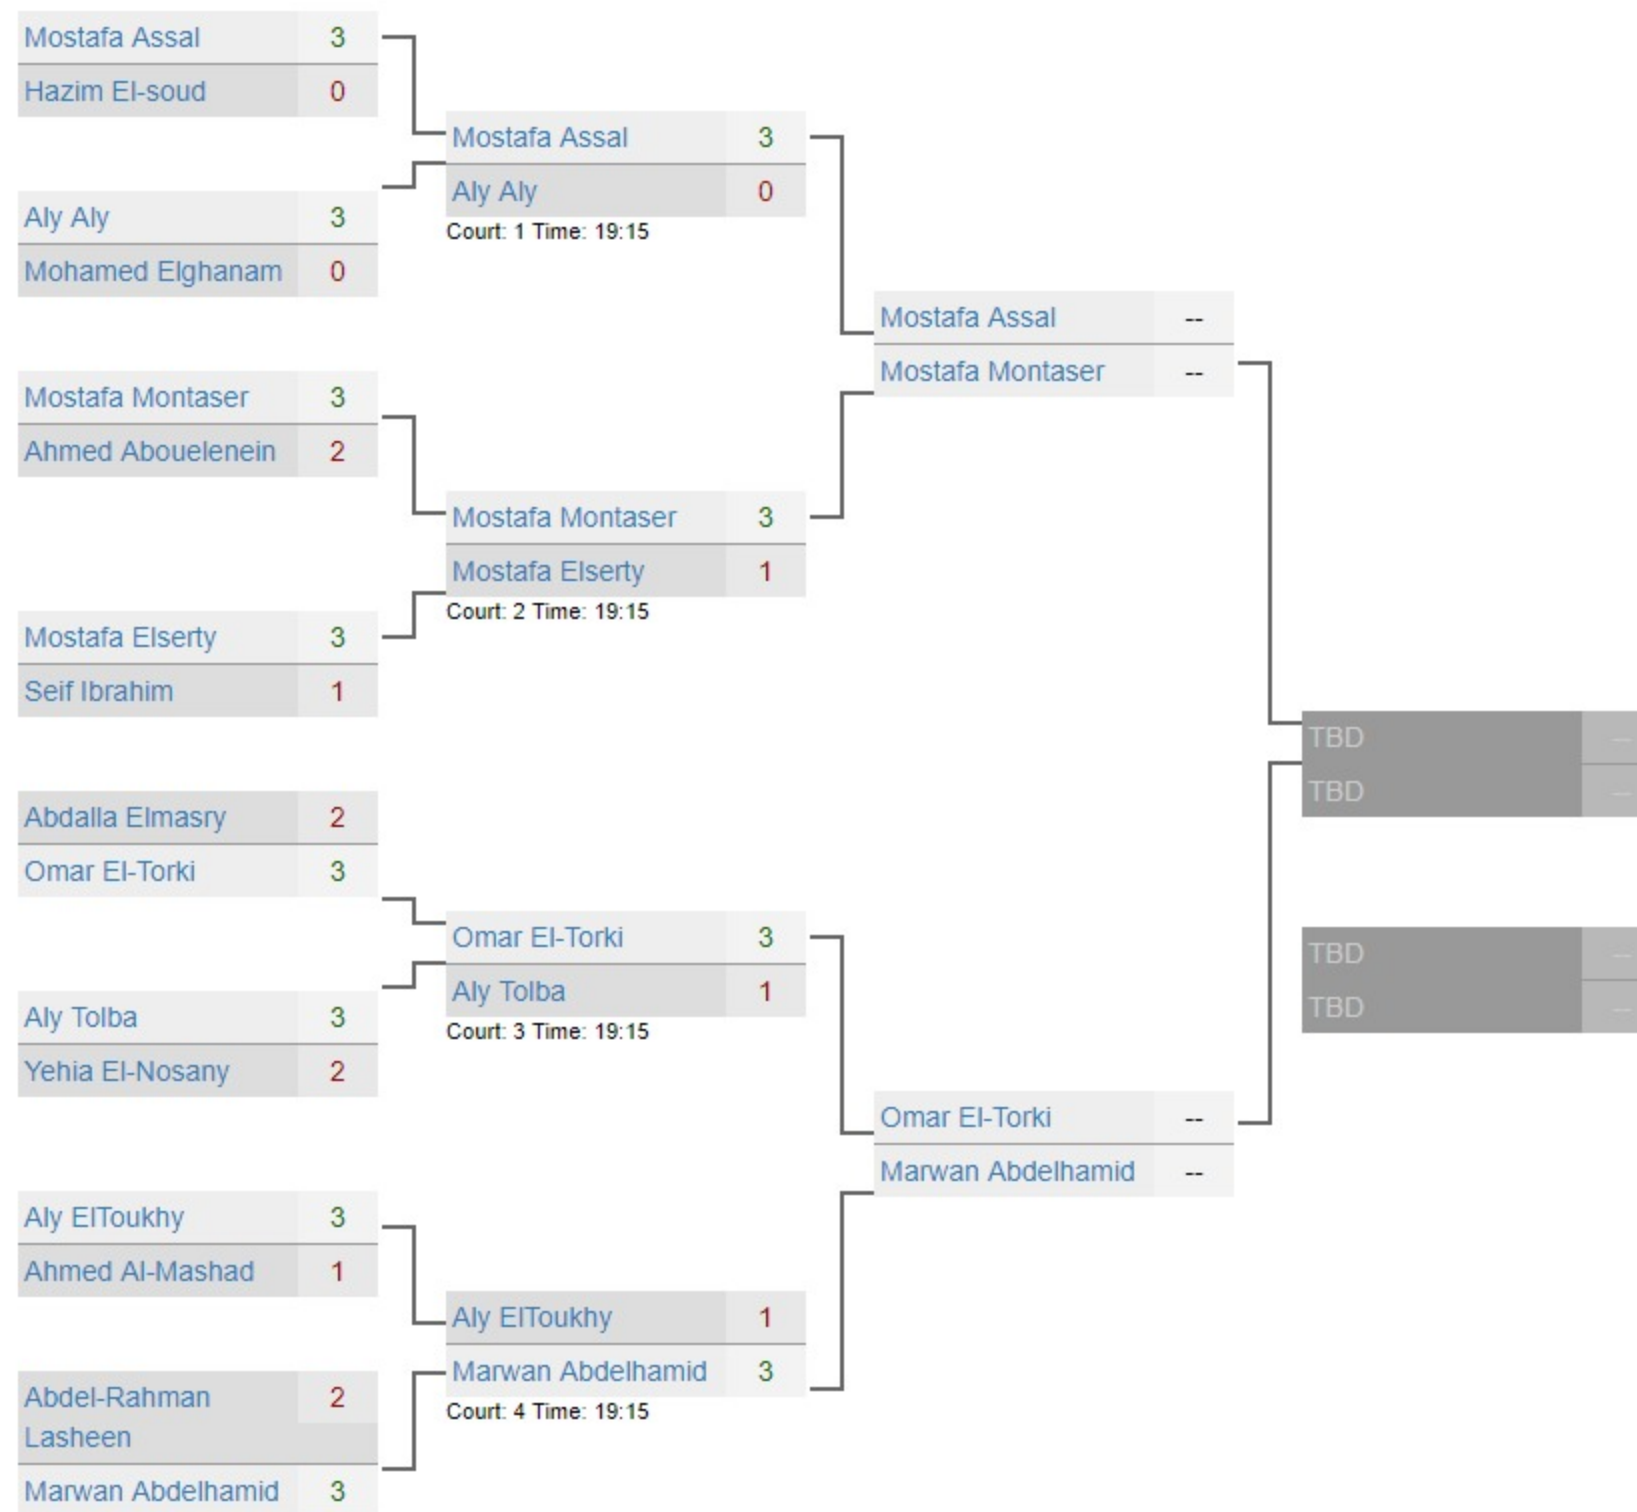 Mostafa Assal 3
Hazim El-soud 0
Aly Aly 3
Mohamed Elghanam 0
Mostafa Montaser 3
Ahmed Abouelenein 2
Mostafa Elserty 3
Seif Ibrahim 1
Abdalla Elmasry 2
Omar El-Torki 3
Aly Tolba 3
Yehia El-Nosany 2
Aly ElToukhy 3
Ahmed Al-Mashad 1
Abdel-Rahman 2
Lasheen
Marwan Abdelhamid 3
Mostafa Assal 3
Aly Aly 0
Court: 1 Time: 19:15
Mostafa Montaser 3
Mostafa Elserty 1
Court: 2 Time: 19:15
Omar El-Torki 3
Aly Tolba 1
Court: 3 Time: 19:15
Aly ElToukhy 1
Marwan Abdelhamid 3
Court: 4 Time: 19:15
Mostafa Assal --
Mostafa Montaser --
Omar El-Torki --
Marwan Abdelhamid --
TBD --
TBD --
TBD --
TBD --